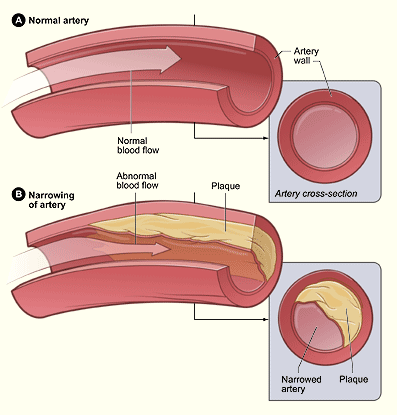 A Normal artery
Artery
wall
Normal
blood flow
Artery cross-section
Abnormal
blood flow
B Narrowing
of artery
Plaque
Narrowed
artery
Plaque